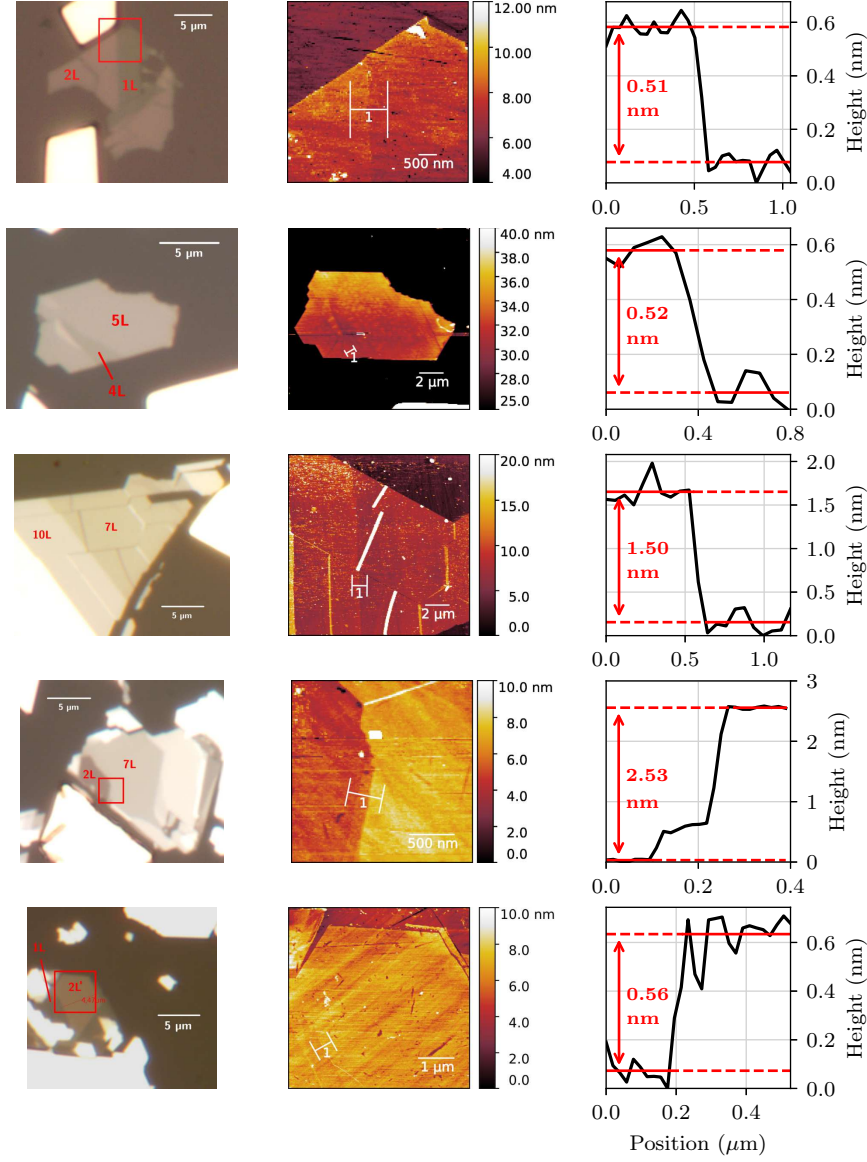 5 μm
2L
1L
1
500 nm
12.00 nm
10.00
8.00
6.00
4.00
0.51
nm
0.6
0.4
0.2
0.0
Height (nm)
0.0 0.5 1.0
5 μm
5L
4L
1
2 μm
40.0 nm
38.0
36.0
34.0
32.0
30.0
28.0
25.0
0.52
nm
0.6
0.4
0.2
0.0
Height (nm)
0.0 0.4 0.8
10L
7L
5 μm
1
2 μm
20.0 nm
15.0
10.0
5.0
0.0
1.50
nm
2.0
1.5
1.0
0.5
0.0
Height (nm)
0.0 0.5 1.0
5 μm
7L
2L
1
500 nm
10.0 nm
8.0
6.0
4.0
2.0
0.0
2.53
nm
3
2
1
0
Height (nm)
0.0 0.2 0.4
2L
5 μm
1
1 μm
10.0 nm
8.0
6.0
4.0
2.0
0.0
0.56
nm
0.6
0.4
0.2
0.0
Height (nm)
0.0 0.2 0.4
Position (μm)